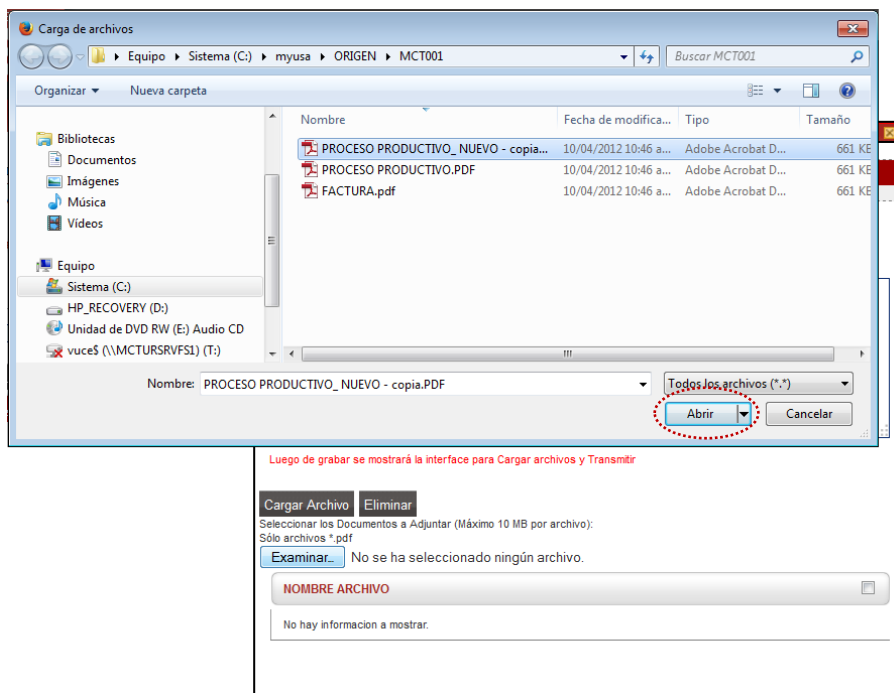 Carga de archivos
Equipo Sistema (C:) myusa ORIGEN MCT001
Buscar MCT001
Organizar Nueva carpeta
Nombre Fecha de modifica... Tipo Tamaño
Bibliotecas
Documentos
Imágenes
Música
Vídeos
Equipo
Sistema (C:)
HP_RECOVERY (D:)
Unidad de DVD RW (E:) Audio CD
vuce$ (\\MCTURSRVFS1) (T:)
PROCESO PRODUCTIVO_ NUEVO - copia... 10/04/2012 10:46 a... Adobe Acrobat D... 661 KB
PROCESO PRODUCTIVO.PDF 10/04/2012 10:46 a... Adobe Acrobat D... 661 KB
FACTURA.pdf 10/04/2012 10:46 a... Adobe Acrobat D... 661 KB
Nombre: PROCESO PRODUCTIVO_ NUEVO - copia.PDF
Todos los archivos (*.*)
Abrir Cancelar
Luego de grabar se mostrará la interface para Cargar archivos y Transmitir
Cargar Archivo Eliminar
Seleccionar los Documentos a Adjuntar (Máximo 10 MB por archivo):
Sólo archivos *.pdf
Examinar... No se ha seleccionado ningún archivo.
NOMBRE ARCHIVO
No hay informacion a mostrar.